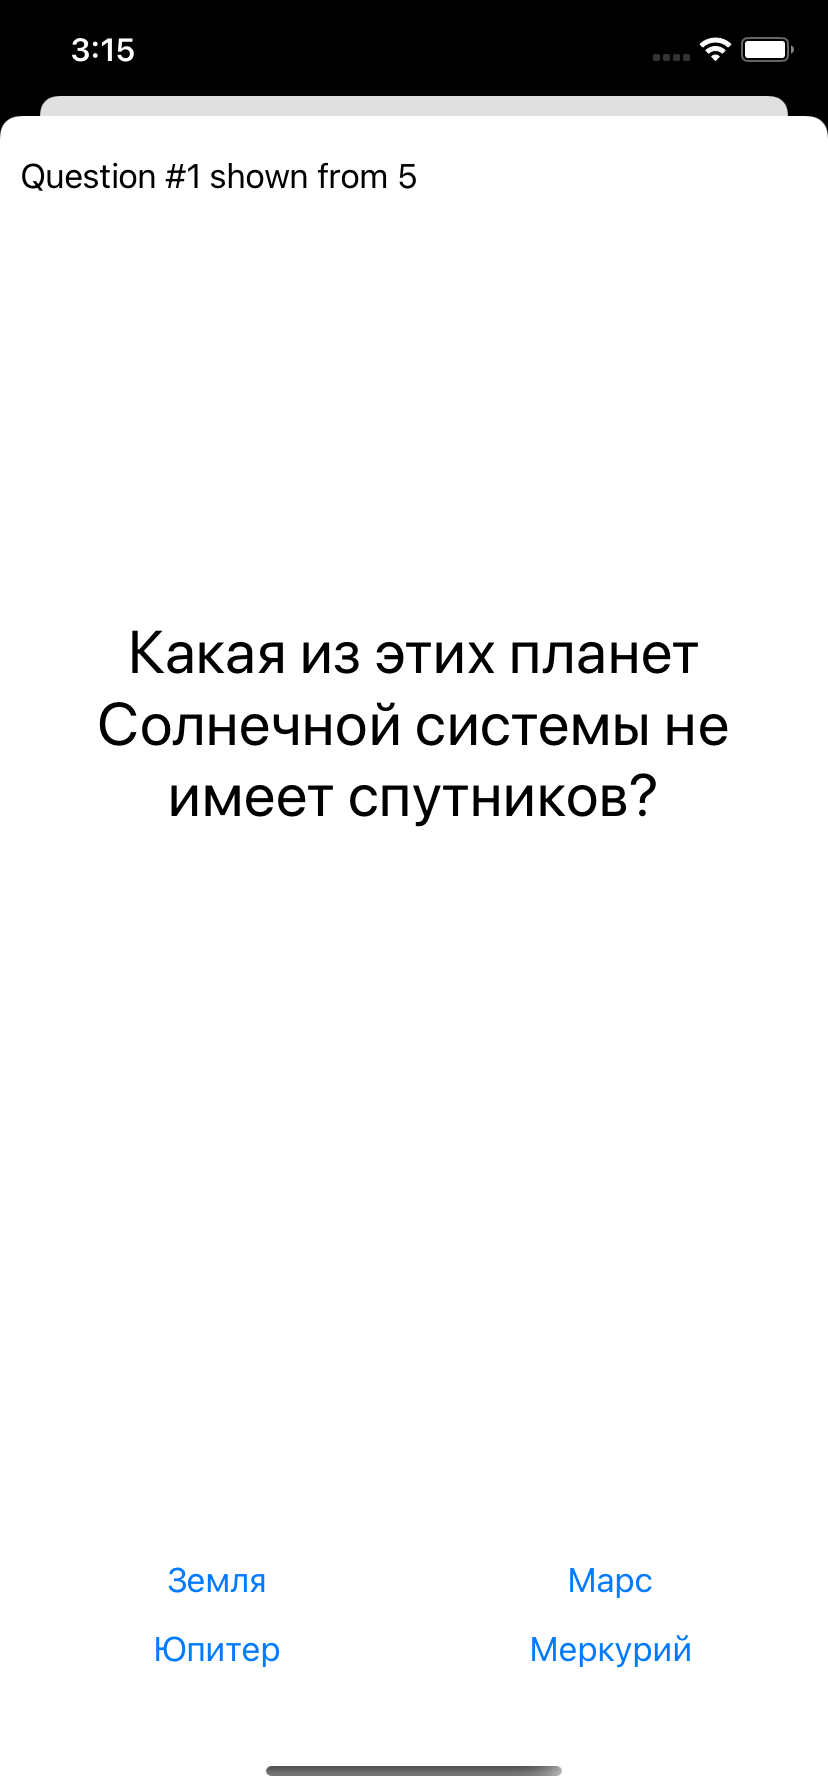 3:15
Question #1 shown from 5
Какая из этих планет
Солнечной системы не
имеет спутников?
Земля
Марс
Юпитер
Меркурий